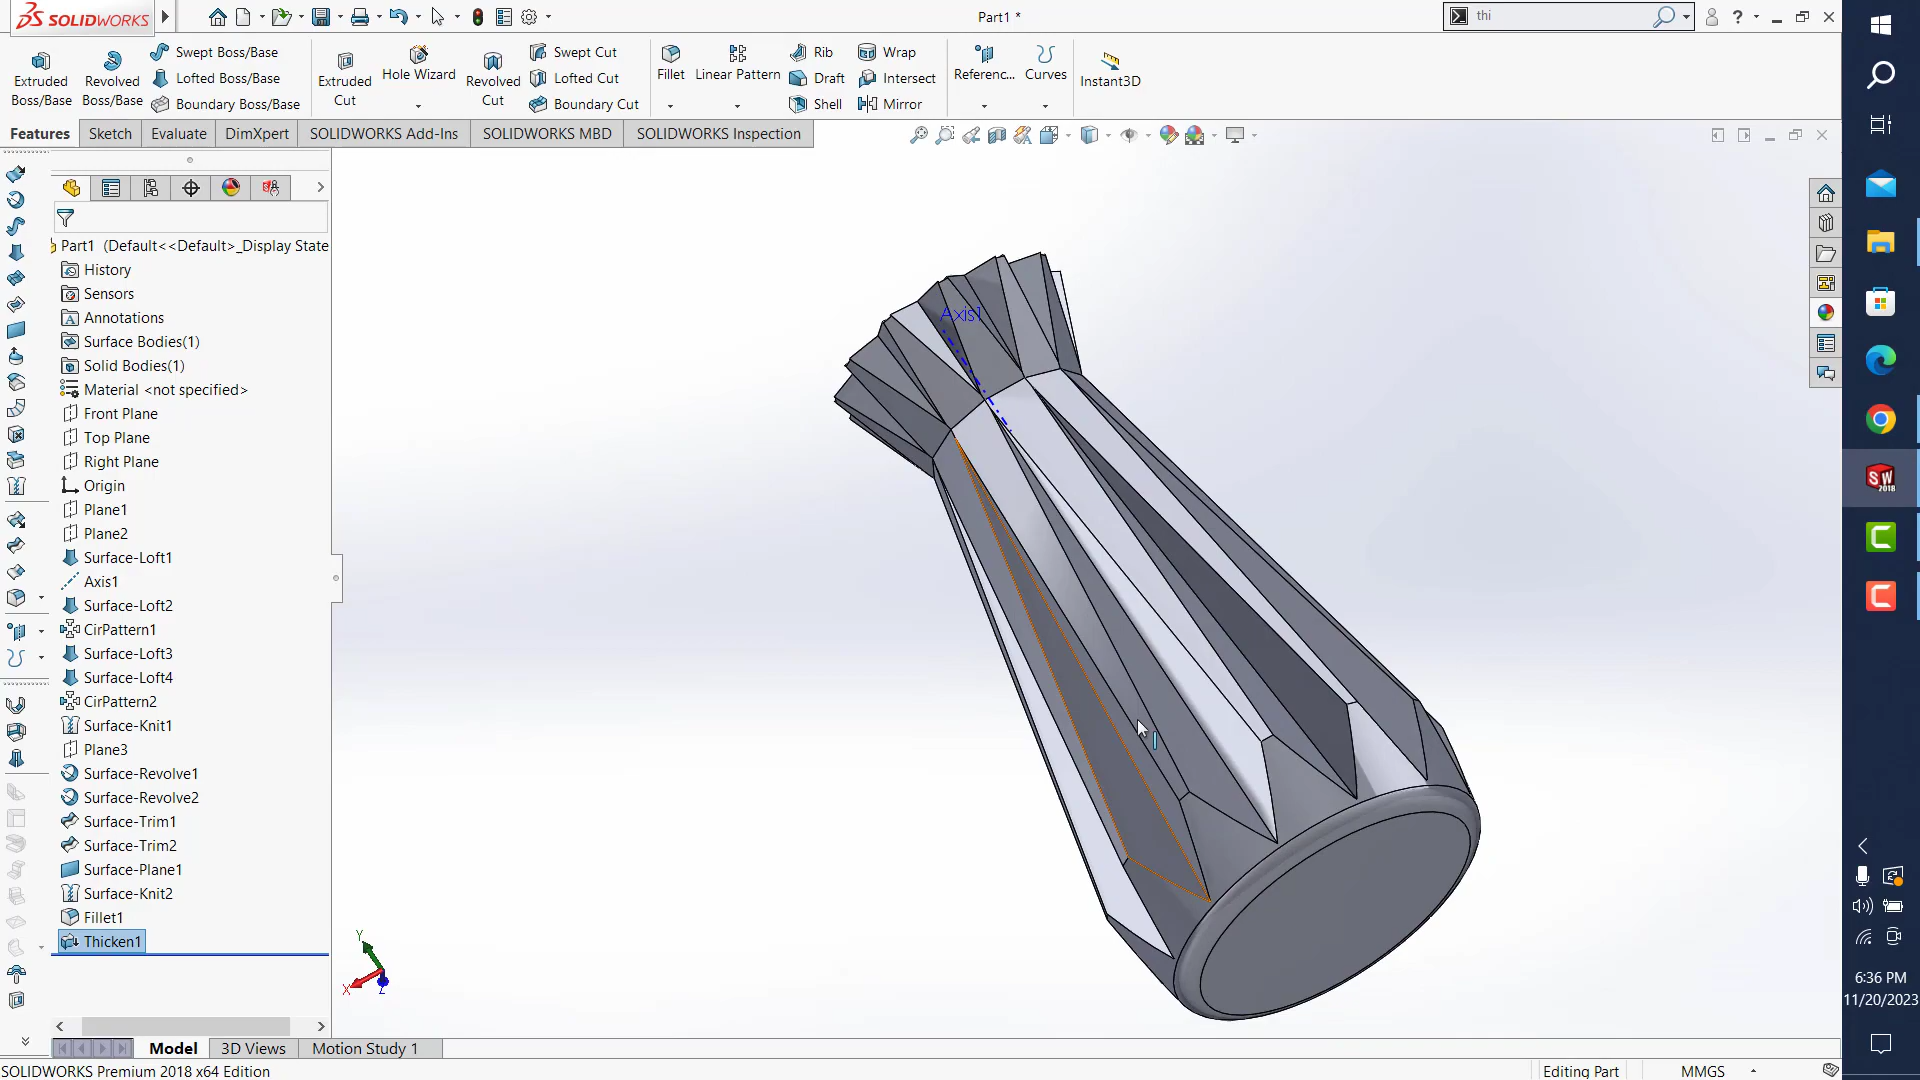 SOLIDWORKS
Part1 *
thi
Extruded Boss/Base
Revolved Boss/Base
Swept Boss/Base
Lofted Boss/Base
Boundary Boss/Base
Extruded Cut
Hole Wizard
Revolved Cut
Swept Cut
Lofted Cut
Boundary Cut
Fillet
Linear Pattern
Rib
Draft
Shell
Wrap
Intersect
Mirror
Referenc...
Curves
Instant3D
Features
Sketch
Evaluate
DimXpert
SOLIDWORKS Add-Ins
SOLIDWORKS MBD
SOLIDWORKS Inspection
Part1 (Default<<Default>_Display State
History
Sensors
Annotations
Surface Bodies(1)
Solid Bodies(1)
Material <not specified>
Front Plane
Top Plane
Right Plane
Origin
Plane1
Plane2
Surface-Loft1
Axis1
Surface-Loft2
CirPattern1
Surface-Loft3
Surface-Loft4
CirPattern2
Surface-Knit1
Plane3
Surface-Revolve1
Surface-Revolve2
Surface-Trim1
Surface-Trim2
Surface-Plane1
Surface-Knit2
Fillet1
Thicken1
Axis1
Y
X
Z
SW
2018
6:36 PM
11/20/2023
Model
3D Views
Motion Study 1
SOLIDWORKS Premium 2018 x64 Edition
Editing Part
MMGS